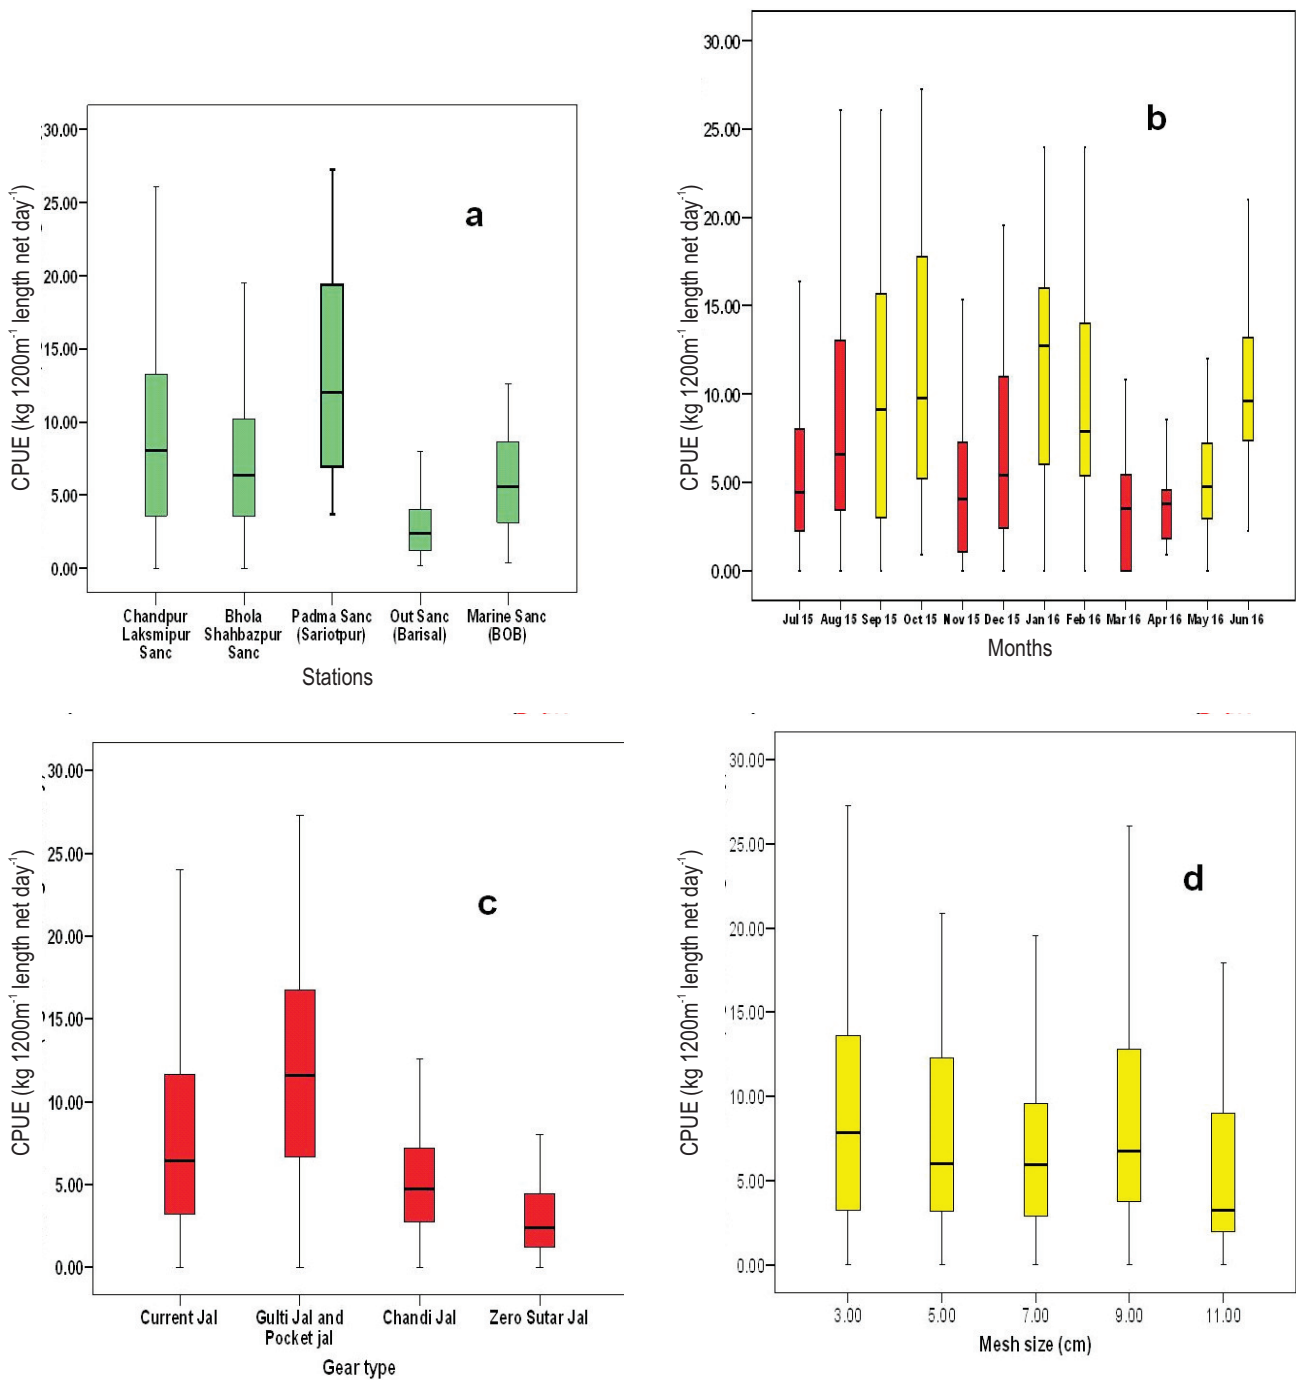 a
30.00
25.00
20.00
15.00
10.00
5.00
0.00
CPUE (kg 1200m⁻¹ length net day⁻¹)
Chandpur Laksmipur Sanc
Bhola Shahbazpur Sanc
Padma Sanc (Sariotpur)
Out Sanc (Barisal)
Marine Sanc (BOB)
Stations
b
30.00
25.00
20.00
15.00
10.00
5.00
0.00
CPUE (kg 1200m⁻¹ length net day⁻¹)
Jul 15 Aug 15 Sep 15 Oct 15 Nov 15 Dec 15 Jan 16 Feb 16 Mar 16 Apr 16 May 16 Jun 16
Months
c
30.00
25.00
20.00
15.00
10.00
5.00
0.00
CPUE (kg 1200m⁻¹ length net day⁻¹)
Current Jal
Gulti Jal and Pocket jal
Chandi Jal
Zero Sutar Jal
Gear type
d
30.00
25.00
20.00
15.00
10.00
5.00
0.00
CPUE (kg 1200m⁻¹ length net day⁻¹)
3.00 5.00 7.00 9.00 11.00
Mesh size (cm)